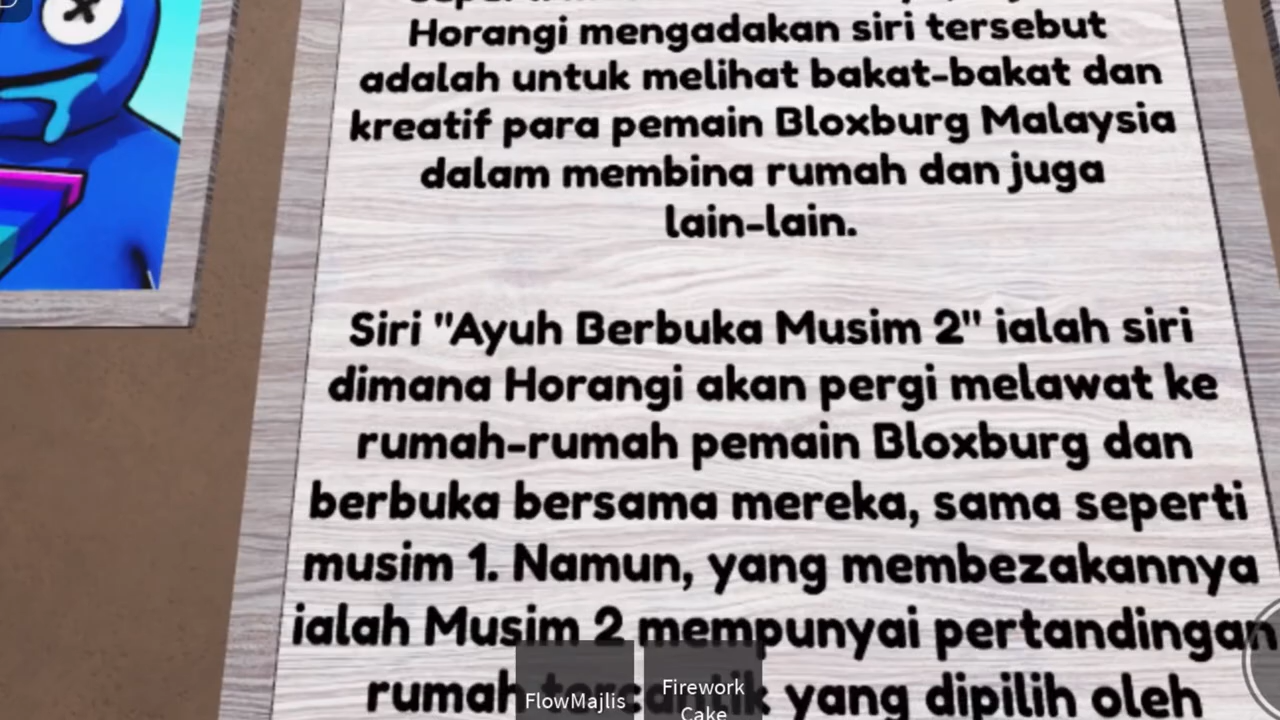 Horangi mengadakan siri tersebut
adalah untuk melihat bakat-bakat dan
kreatif para pemain Bloxburg Malaysia
dalam membina rumah dan juga
lain-lain.
Siri "Ayuh Berbuka Musim 2" ialah siri
dimana Horangi akan pergi melawat ke
rumah-rumah pemain Bloxburg dan
berbuka bersama mereka, sama seperti
musim 1. Namun, yang membezakannya
ialah Musim 2 mempunyai pertandingan
rumah tercantik yang dipilih oleh
FlowMajlis
Firework
Cake